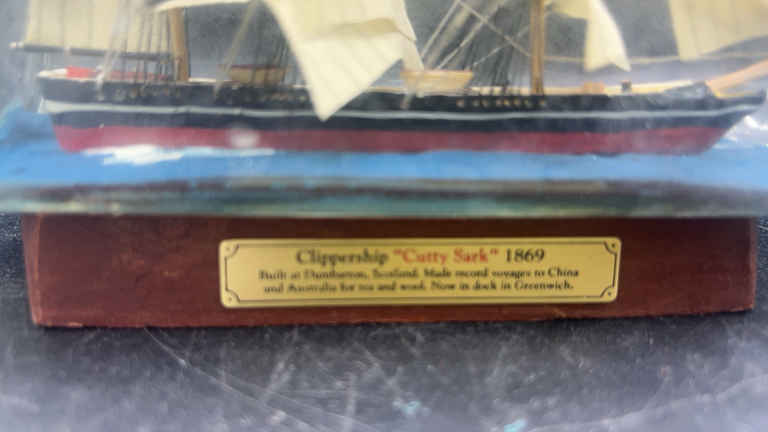 Clippership "Cutty Sark" 1869
Built at Dumbarton, Scotland. Made record voyages to China
and Australia for tea and wool. Now in dock in Greenwich.